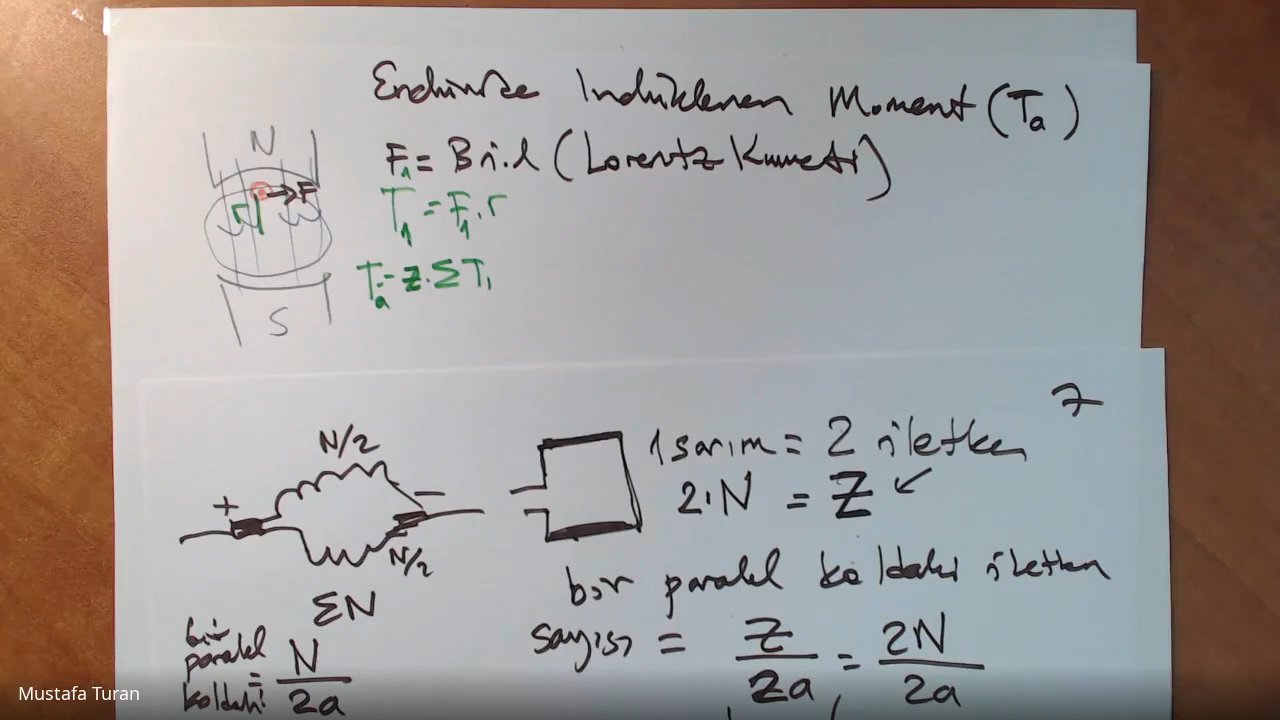 Endüvide İndüklenen Moment (Ta)
F1 = B.i.l (Lorentz Kuvveti)
T1 = F1.r
Ta = z.ΣT1
N
F
r
S
7
N/2
+
−
N/2
ΣN
1 sarım = 2 iletken
2.N = Z
bir paralel koldaki iletken
sayısı = Z/2a = 2N/2a
bir
paralel
koldaki
= N/2a
Mustafa Turan